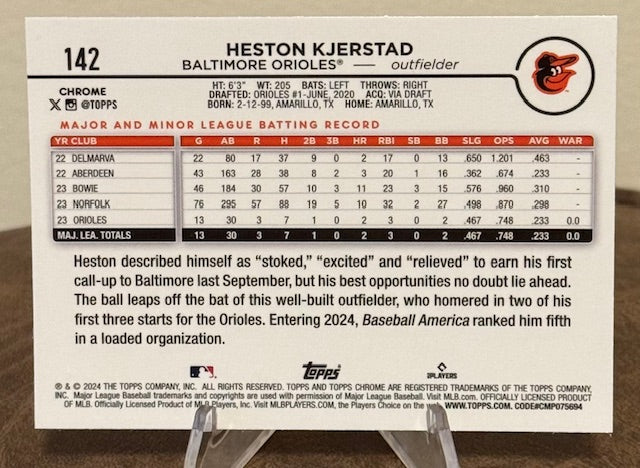 142
HESTON KJERSTAD
BALTIMORE ORIOLES® — outfielder
CHROME
@TOPPS
HT: 6'3" WT: 205 BATS: LEFT THROWS: RIGHT
DRAFTED: ORIOLES #1-JUNE, 2020 ACQ: VIA DRAFT
BORN: 2-12-99, AMARILLO, TX HOME: AMARILLO, TX
MAJOR AND MINOR LEAGUE BATTING RECORD
YR CLUB G AB R H 2B 3B HR RBI SB BB SLG OPS AVG WAR
22 DELMARVA 22 80 17 37 9 0 2 17 0 13 .650 1.201 .463 -
22 ABERDEEN 43 163 28 38 8 2 3 20 1 16 .362 .674 .233 -
23 BOWIE 46 184 30 57 10 3 11 23 3 15 .576 .960 .310 -
23 NORFOLK 76 295 57 88 19 5 10 32 2 27 .498 .870 .298 -
23 ORIOLES 13 30 3 7 1 0 2 3 0 2 .467 .748 .233 0.0
MAJ. LEA. TOTALS 13 30 3 7 1 0 2 3 0 2 .467 .748 .233 0.0
Heston described himself as “stoked,” “excited” and “relieved” to earn his first
call-up to Baltimore last September, but his best opportunities no doubt lie ahead.
The ball leaps off the bat of this well-built outfielder, who homered in two of his
first three starts for the Orioles. Entering 2024, Baseball America ranked him fifth
in a loaded organization.
Topps
PLAYERS
® & © 2024 THE TOPPS COMPANY, INC. ALL RIGHTS RESERVED. TOPPS AND TOPPS CHROME ARE REGISTERED TRADEMARKS OF THE TOPPS COMPANY,
INC. Major League Baseball trademarks and copyrights are used with permission of Major League Baseball. Visit MLB.com. OFFICIALLY LICENSED PRODUCT
OF MLB. Officially Licensed Product of MLB Players, Inc. Visit MLBPLAYERS.COM, the Players Choice on the WWW.TOPPS.COM. CODE#CMP075694